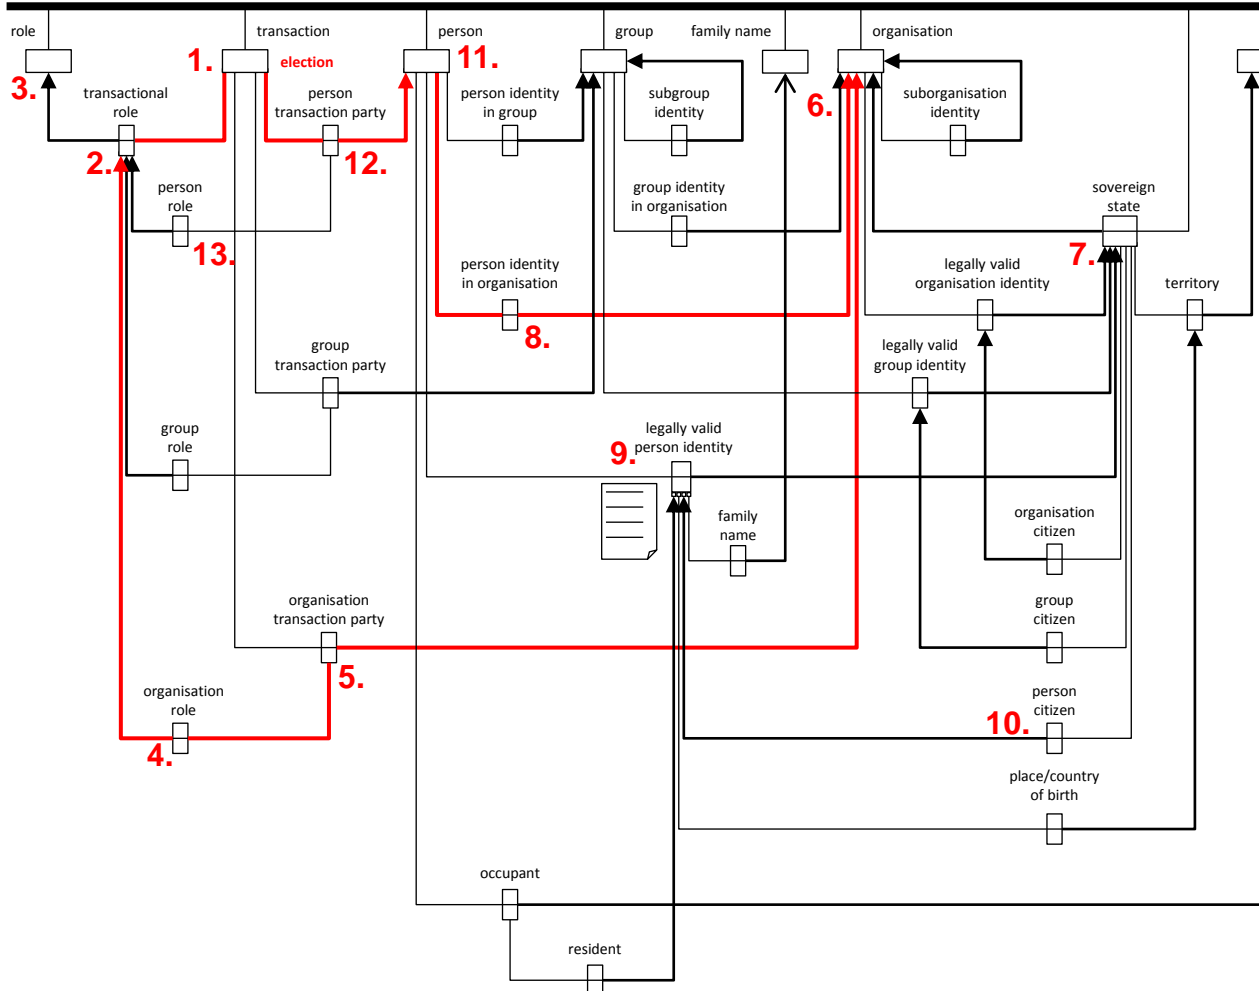 role
transaction
person
group
family name
organisation
1.
election
11.
3.
transactional
role
person
transaction party
person identity
in group
subgroup
identity
6.
suborganisation
identity
2.
12.
person
role
group identity
in organisation
sovereign
state
13.
7.
person identity
in organisation
legally valid
organisation identity
territory
8.
group
transaction party
legally valid
group identity
group
role
legally valid
person identity
9.
family
name
organisation
citizen
organisation
transaction party
group
citizen
5.
organisation
role
person
citizen
10.
4.
place/country
of birth
occupant
resident